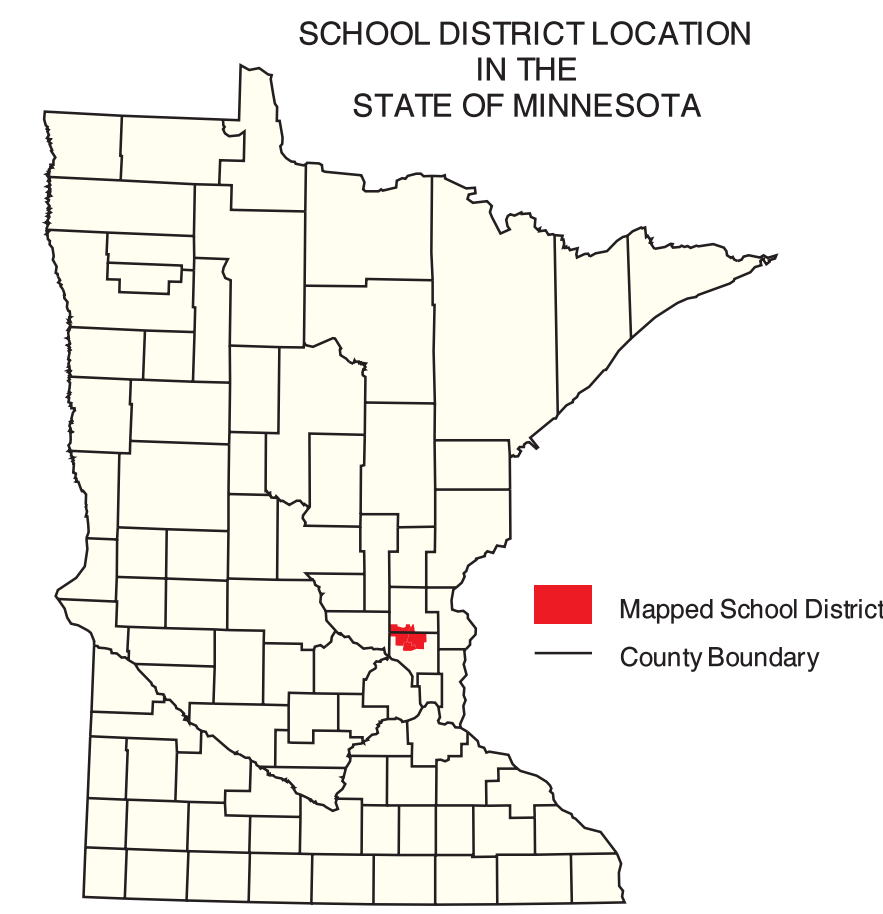 SCHOOL DISTRICT LOCATION
IN THE
STATE OF MINNESOTA
Mapped School District
County Boundary